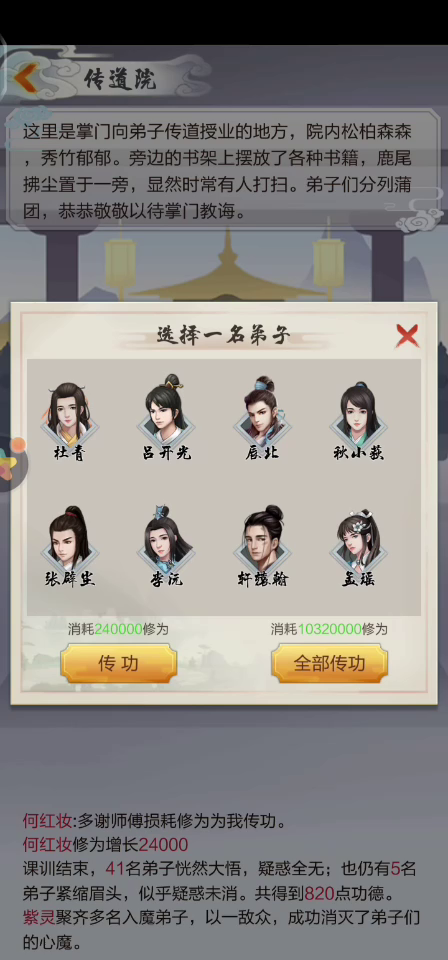 传道院
这里是掌门向弟子传道授业的地方，院内松柏森森
，秀竹郁郁。旁边的书架上摆放了各种书籍，鹿尾
拂尘置于一旁，显然时常有人打扫。弟子们分列蒲
团，恭恭敬敬以待掌门教诲。
选择一名弟子
杜青 吕开光 辰北 秋小荻
张辟尘 李沅 轩辕翰 孟瑶
消耗240000修为 消耗10320000修为
传功 全部传功
何红妆:多谢师傅损耗修为为我传功。
何红妆修为增长24000
课训结束，41名弟子恍然大悟，疑惑全无；也仍有5名
弟子紧缩眉头，似乎疑惑未消。共得到820点功德。
紫灵聚齐多名入魔弟子，以一敌众，成功消灭了弟子们
的心魔。